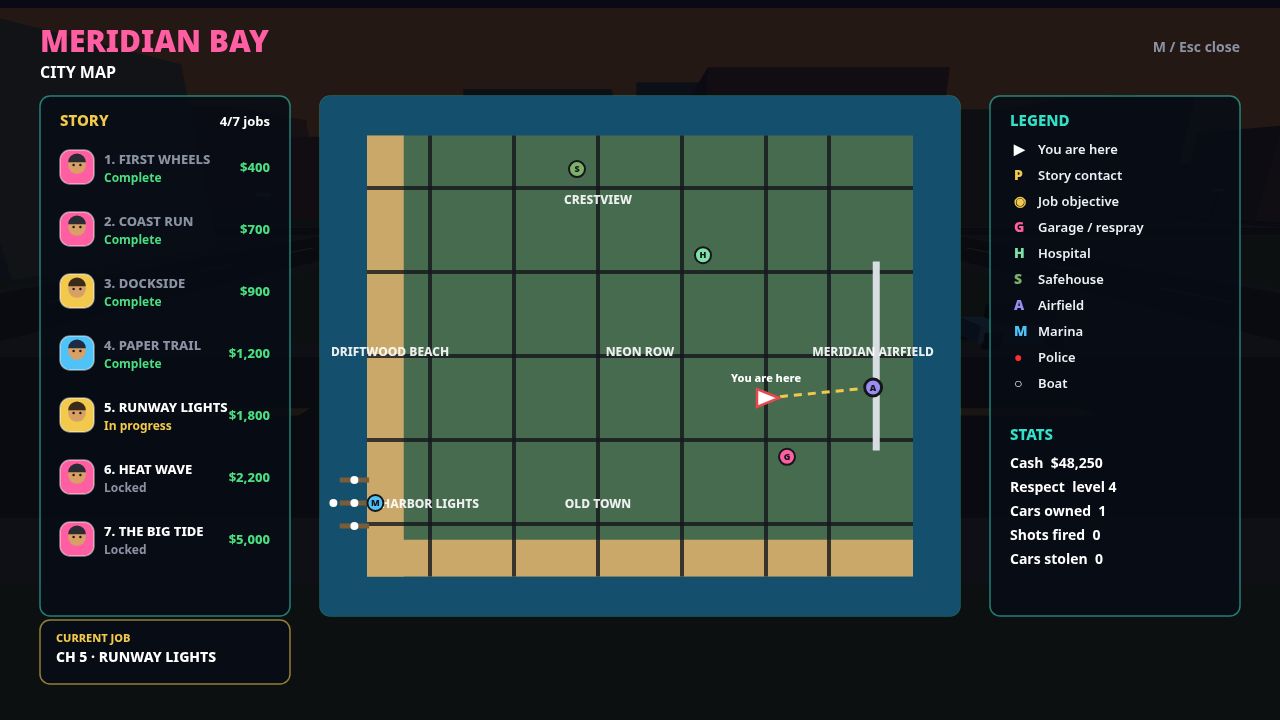 MERIDIAN BAY
CITY MAP
M / Esc close
STORY
4/7 jobs
1. FIRST WHEELS
Complete
$400
2. COAST RUN
Complete
$700
3. DOCKSIDE
Complete
$900
4. PAPER TRAIL
Complete
$1,200
5. RUNWAY LIGHTS
In progress
$1,800
6. HEAT WAVE
Locked
$2,200
7. THE BIG TIDE
Locked
$5,000
CURRENT JOB
CH 5 · RUNWAY LIGHTS
S
CRESTVIEW
H
DRIFTWOOD BEACH
NEON ROW
MERIDIAN AIRFIELD
You are here
A
G
M
HARBOR LIGHTS
OLD TOWN
LEGEND
▶ You are here
P Story contact
◉ Job objective
G Garage / respray
H Hospital
S Safehouse
A Airfield
M Marina
● Police
○ Boat
STATS
Cash $48,250
Respect level 4
Cars owned 1
Shots fired 0
Cars stolen 0